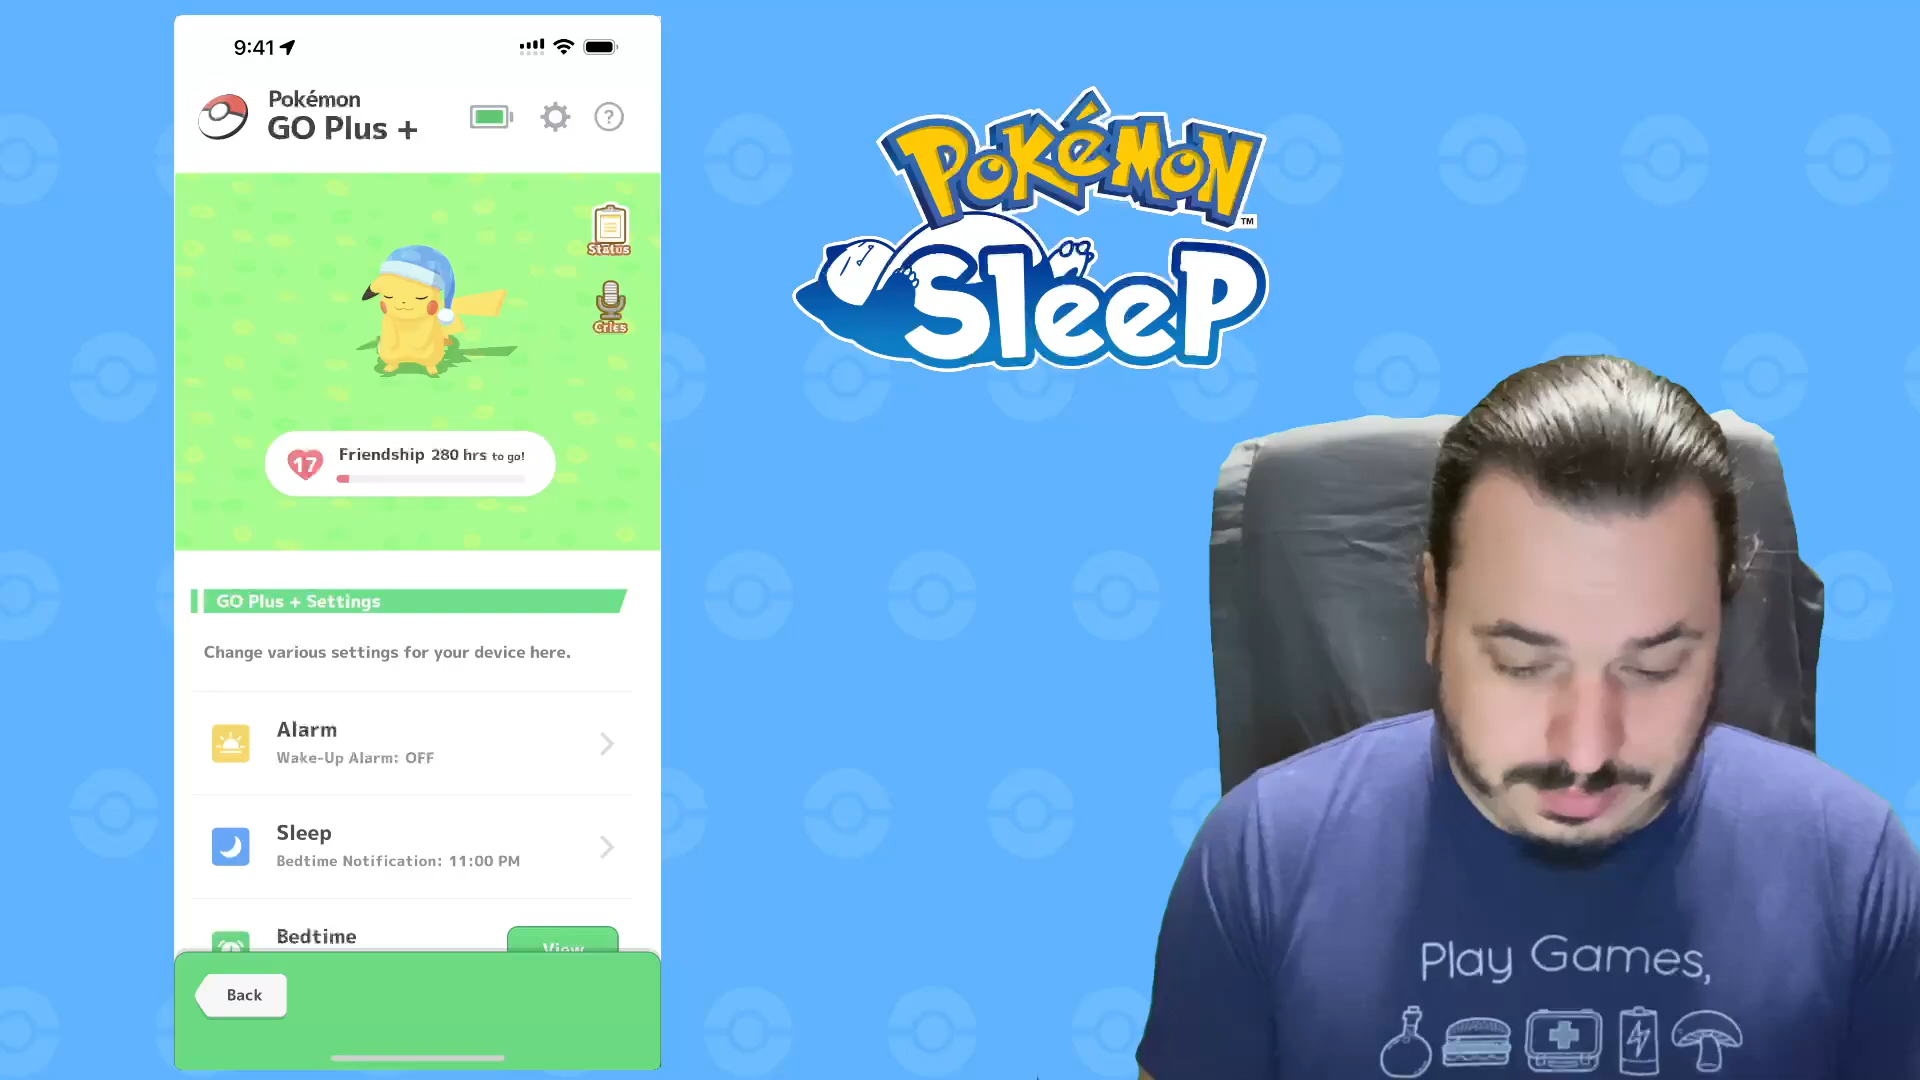 9:41
Pokémon
GO Plus +
?
Status
Cries
17
Friendship 280 hrs to go!
GO Plus + Settings
Change various settings for your device here.
Alarm
Wake-Up Alarm: OFF
Sleep
Bedtime Notification: 11:00 PM
Bedtime
View
Back
POKéMON
TM
Sleep
Play Games,